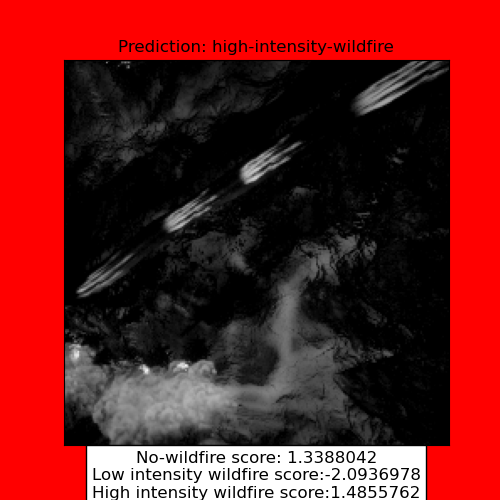 Prediction: high-intensity-wildfire
No-wildfire score: 1.3388042
Low intensity wildfire score:-2.0936978
High intensity wildfire score:1.4855762